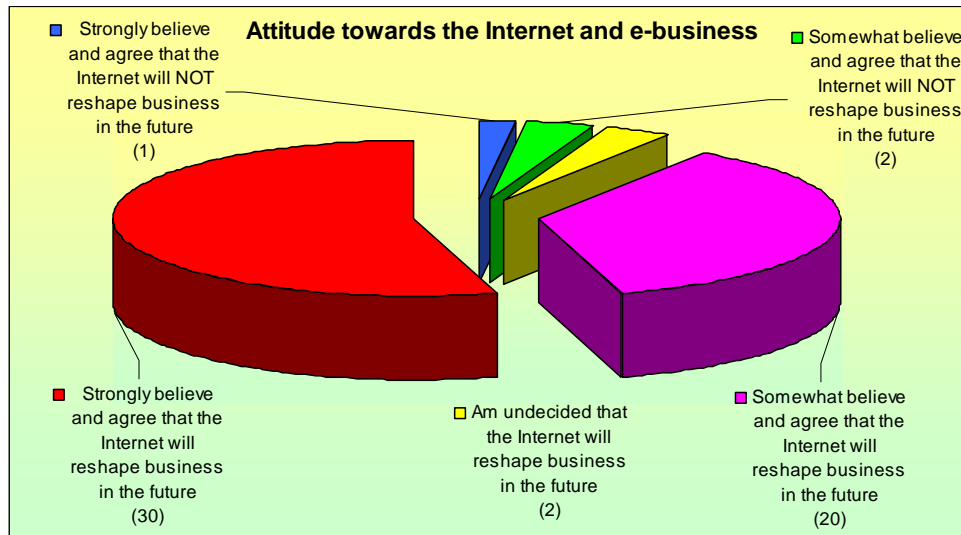 Attitude towards the Internet and e-business
Strongly believe
and agree that the
Internet will NOT
reshape business
in the future
(1)
Somewhat believe
and agree that the
Internet will NOT
reshape business
in the future
(2)
Strongly believe
and agree that the
Internet will
reshape business
in the future
(30)
Am undecided that
the Internet will
reshape business
in the future
(2)
Somewhat believe
and agree that the
Internet will
reshape business
in the future
(20)